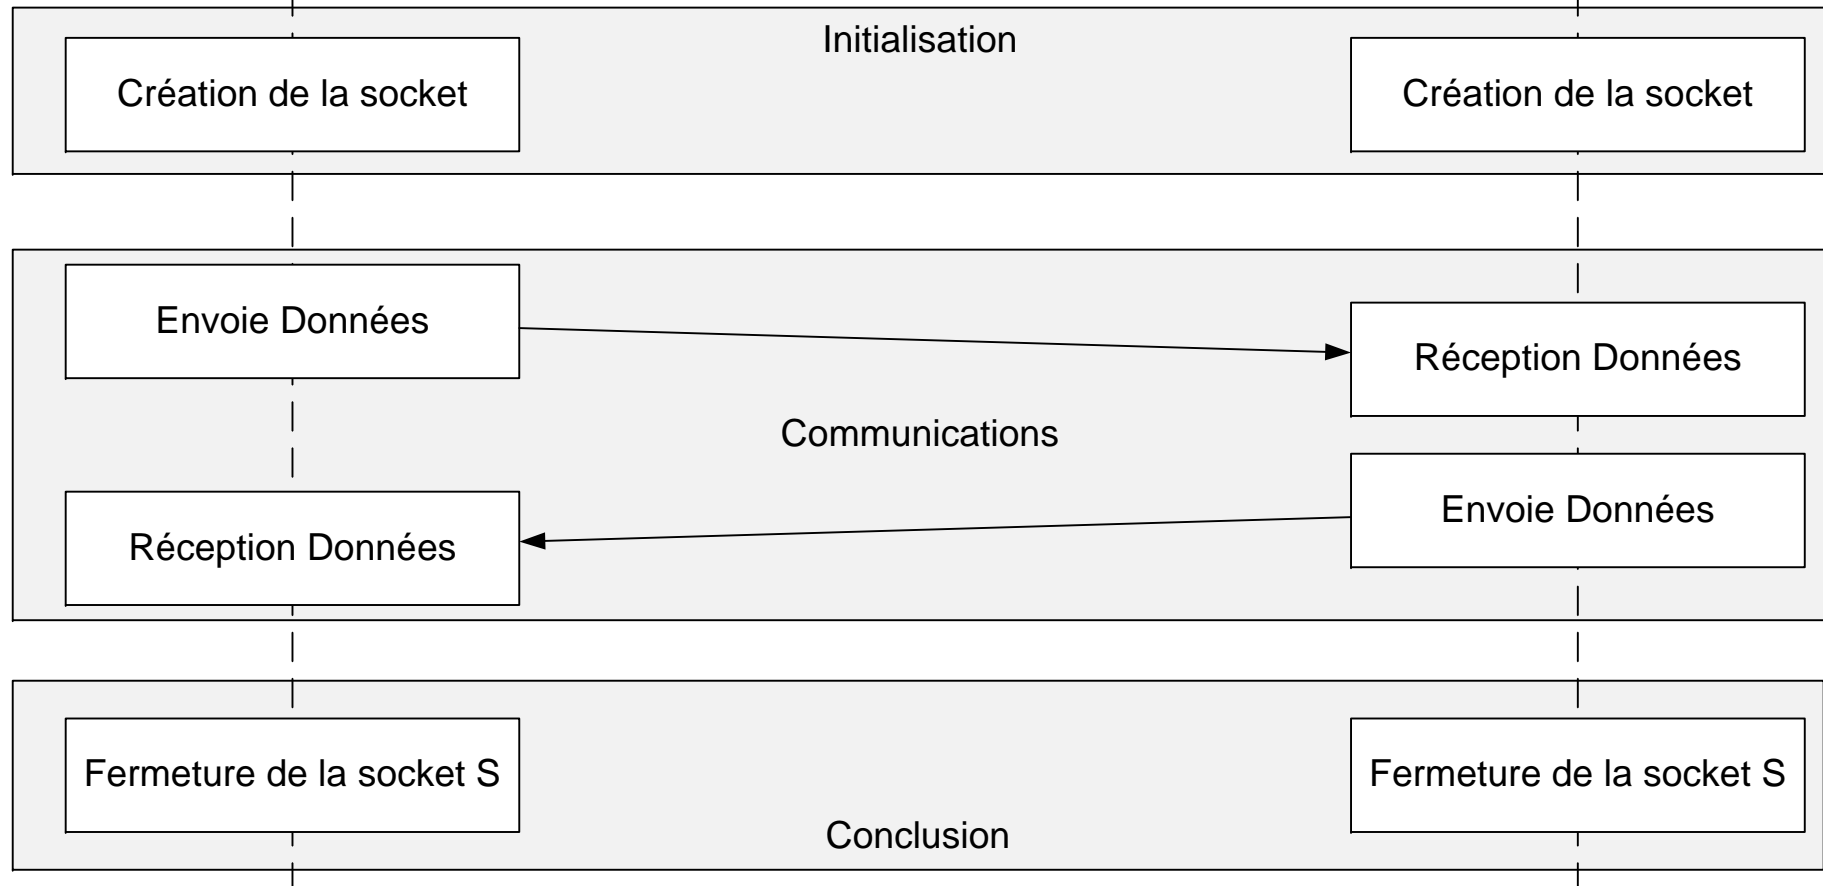 Initialisation
Création de la socket
Création de la socket
Envoie Données
Réception Données
Communications
Envoie Données
Réception Données
Fermeture de la socket S
Fermeture de la socket S
Conclusion